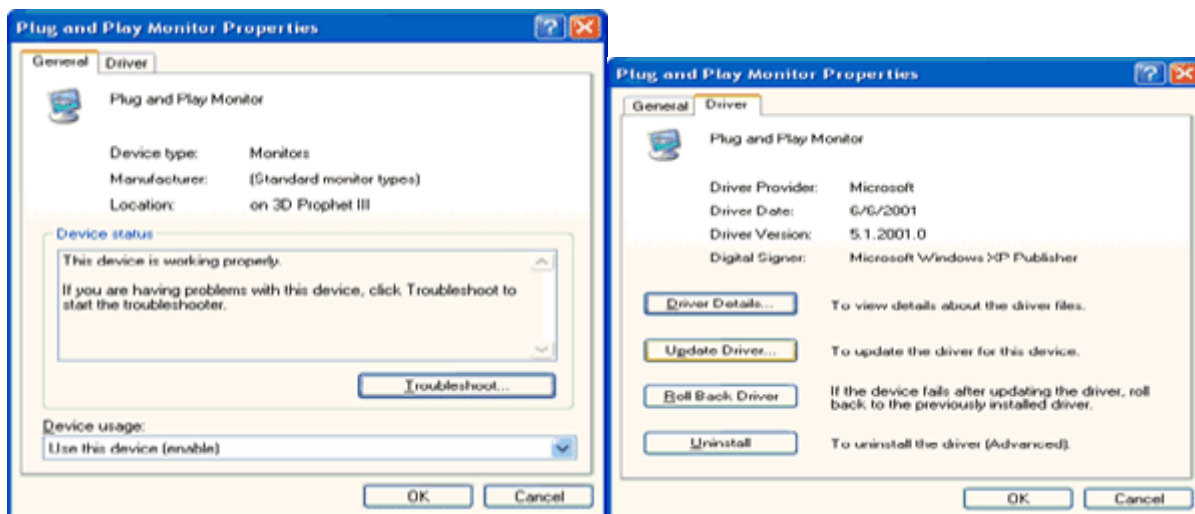 Plug and Play Monitor Properties
General Driver
Plug and Play Monitor
Device type: Monitors
Manufacturer: (Standard monitor types)
Location: on 3D Prophet III
Device status
This device is working properly.
If you are having problems with this device, click Troubleshoot to
start the troubleshooter.
Troubleshoot...
Device usage:
Use this device (enable)
OK Cancel
Plug and Play Monitor Properties
General Driver
Plug and Play Monitor
Driver Provider: Microsoft
Driver Date: 6/6/2001
Driver Version: 5.1.2001.0
Digital Signer: Microsoft Windows XP Publisher
Driver Details... To view details about the driver files.
Update Driver... To update the driver for this device.
Roll Back Driver If the device fails after updating the driver, roll
back to the previously installed driver.
Uninstall To uninstall the driver (Advanced).
OK Cancel